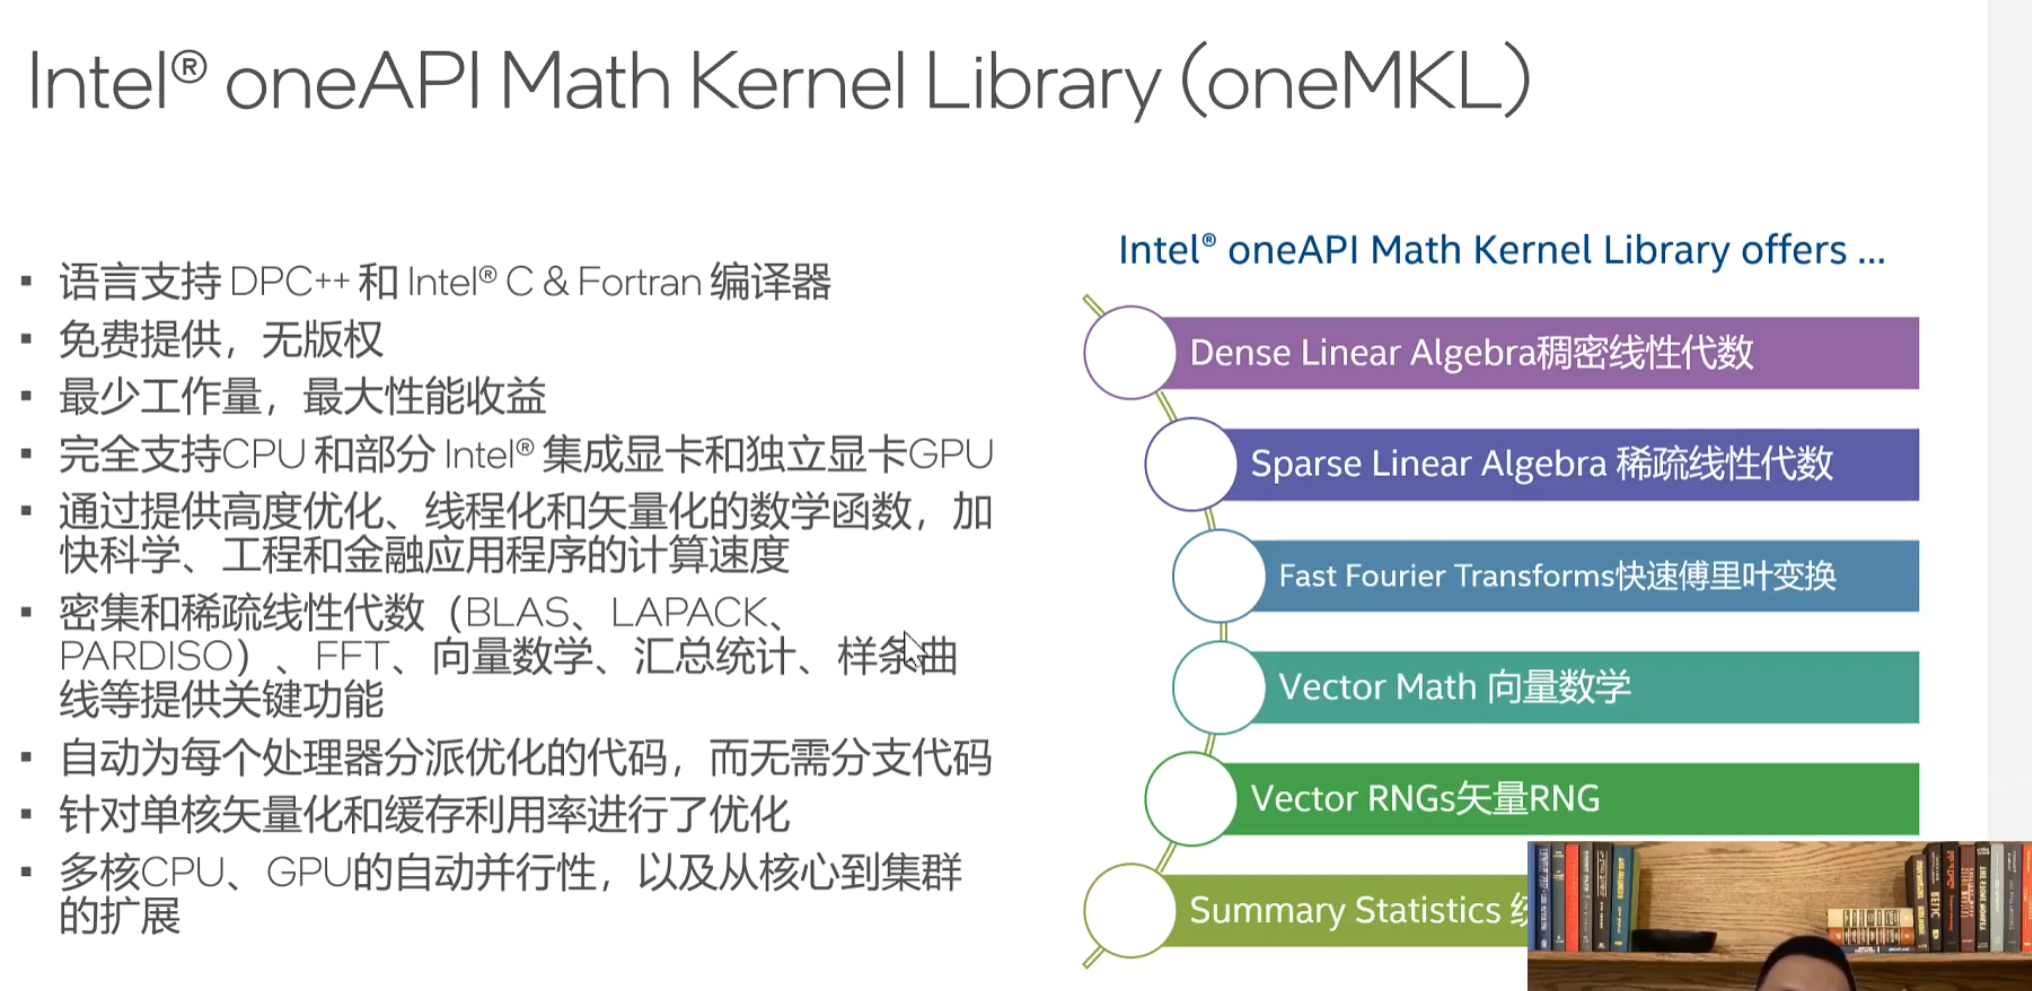 Intel® oneAPI Math Kernel Library (oneMKL)
▪ 语言支持 DPC++ 和 Intel® C & Fortran 编译器
▪ 免费提供，无版权
▪ 最少工作量，最大性能收益
▪ 完全支持CPU 和部分 Intel® 集成显卡和独立显卡GPU
▪ 通过提供高度优化、线程化和矢量化的数学函数，加
快科学、工程和金融应用程序的计算速度
▪ 密集和稀疏线性代数（BLAS、LAPACK、
PARDISO）、FFT、向量数学、汇总统计、样条曲
线等提供关键功能
▪ 自动为每个处理器分派优化的代码，而无需分支代码
▪ 针对单核矢量化和缓存利用率进行了优化
▪ 多核CPU、GPU的自动并行性，以及从核心到集群
的扩展
Intel® oneAPI Math Kernel Library offers ...
Dense Linear Algebra稠密线性代数
Sparse Linear Algebra 稀疏线性代数
Fast Fourier Transforms快速傅里叶变换
Vector Math 向量数学
Vector RNGs矢量RNG
Summary Statistics